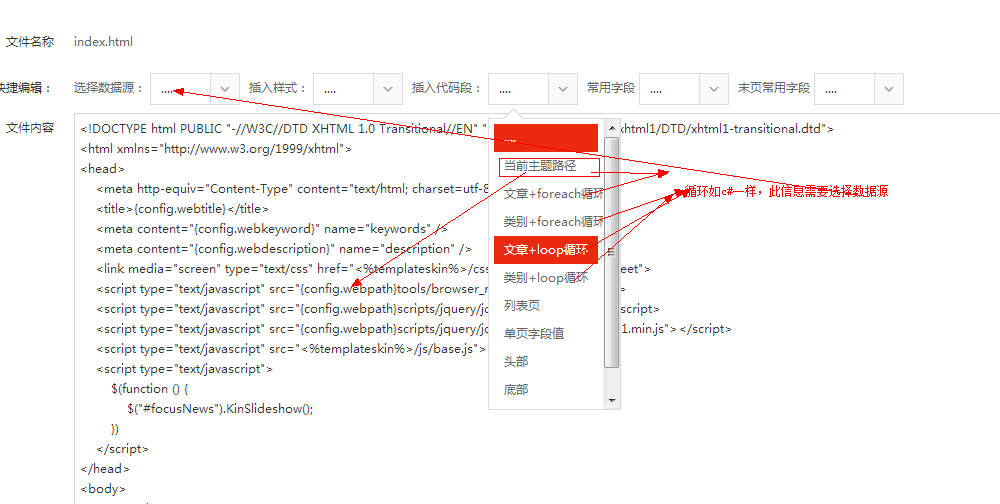 文件名称 index.html
快捷编辑： 选择数据源： .... 插入样式： .... 插入代码段： .... 常用字段 .... 末页常用字段 ....
文件内容
<!DOCTYPE html PUBLIC "-//W3C//DTD XHTML 1.0 Transitional//EN" " xhtml1/DTD/xhtml1-transitional.dtd">
<html xmlns="http://www.w3.org/1999/xhtml">
<head>
<meta http-equiv="Content-Type" content="text/html; charset=utf-8
<title>{config.webtitle}</title>
<meta content="{config.webkeyword}" name="keywords" />
<meta content="{config.webdescription}" name="description" />
<link media="screen" type="text/css" href="<%templateskin%>/css eet">
<script type="text/javascript" src="{config.webpath}tools/browser_r >
<script type="text/javascript" src="{config.webpath}scripts/jquery/jc script>
<script type="text/javascript" src="{config.webpath}scripts/jquery/jc 1.min.js"></script>
<script type="text/javascript" src="<%templateskin%>/js/base.js">
<script type="text/javascript">
$(function () {
$("#focusNews").KinSlideshow();
})
</script>
</head>
<body>
....
当前主题路径
文章+foreach循环
类别+foreach循环
文章+loop循环
类别+loop循环
列表页
单页字段值
头部
底部
循环如c#一样，此信息需要选择数据源